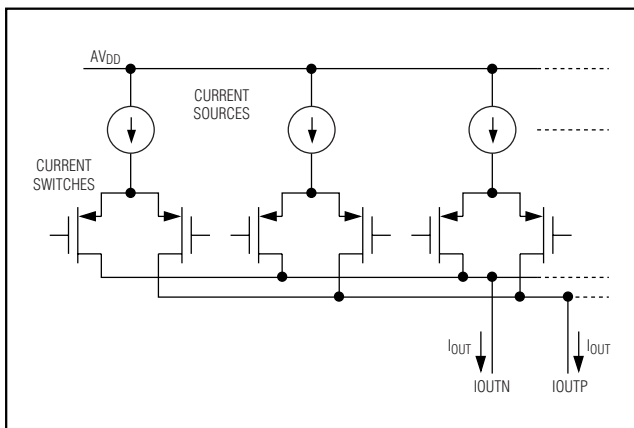 AVDD
CURRENT
SOURCES
CURRENT
SWITCHES
IOUT
IOUT
IOUTN
IOUTP